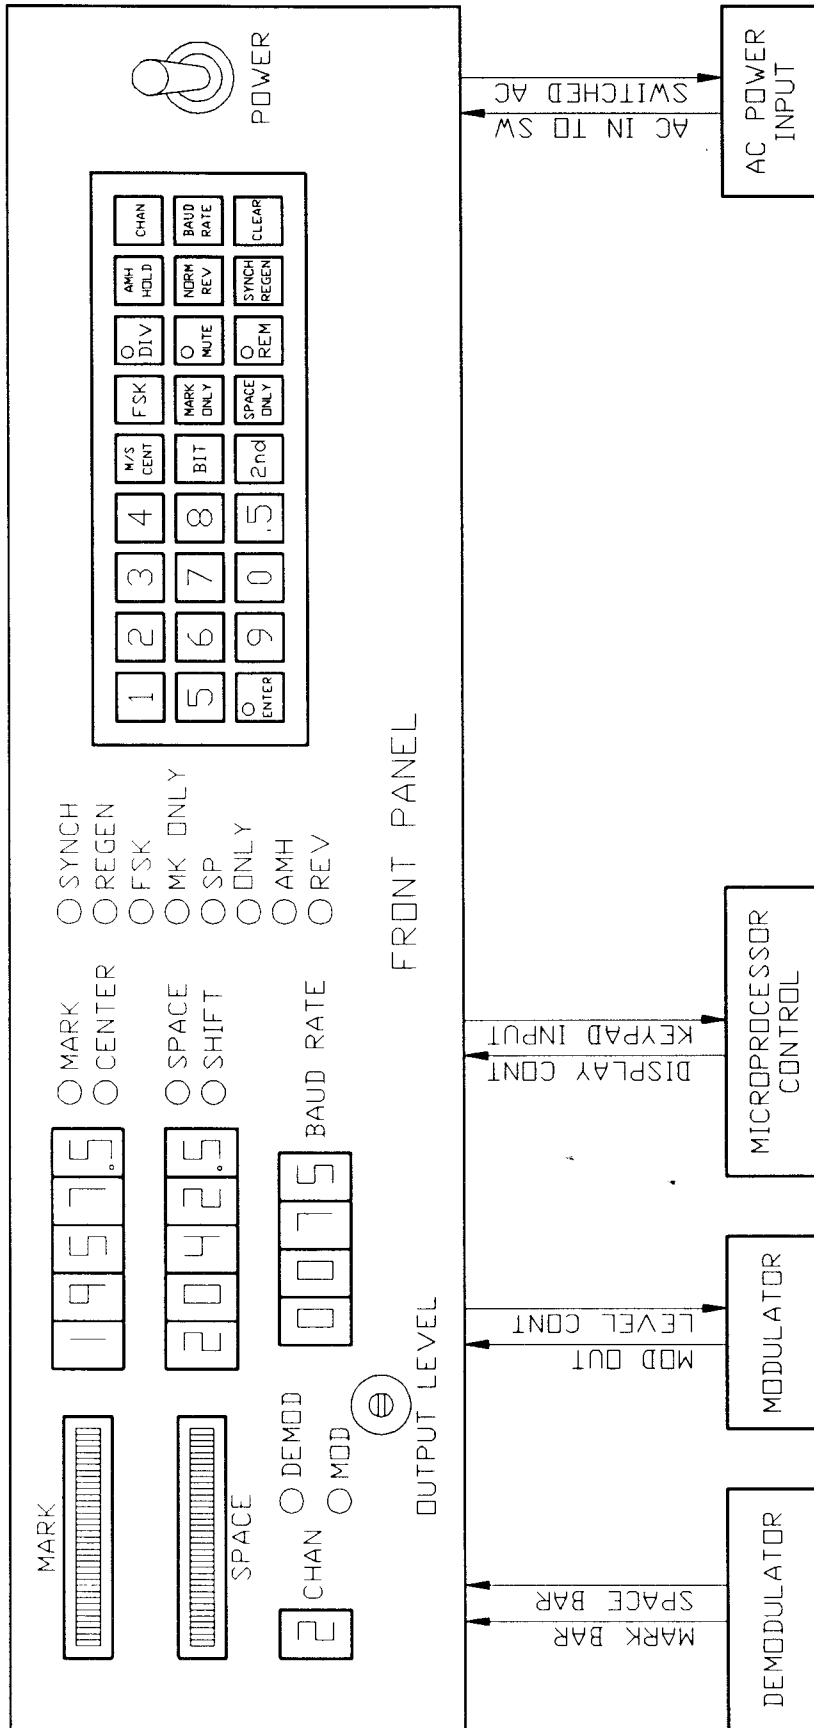 MARK
1957.5
MARK
CENTER
SPACE
2042.5
SPACE
SHIFT
2
CHAN
DEMOD
MOD
0075
BAUD RATE
OUTPUT LEVEL
SYNCH
REGEN
FSK
MK ONLY
SP
ONLY
AMH
REV
FRONT PANEL
1 2 3 4 M/S CENT FSK DIV AMH HOLD CHAN
5 6 7 8 BIT MARK ONLY MUTE NORM REV BAUD RATE
ENTER 9 0 .5 2nd SPACE ONLY REM SYNCH REGEN CLEAR
POWER
MARK BAR
SPACE BAR
DEMODULATOR
MOD OUT
LEVEL CONT
MODULATOR
DISPLAY CONT
KEYPAD INPUT
MICROPROCESSOR
CONTROL
AC IN TO SW
SWITCHED AC
AC POWER
INPUT